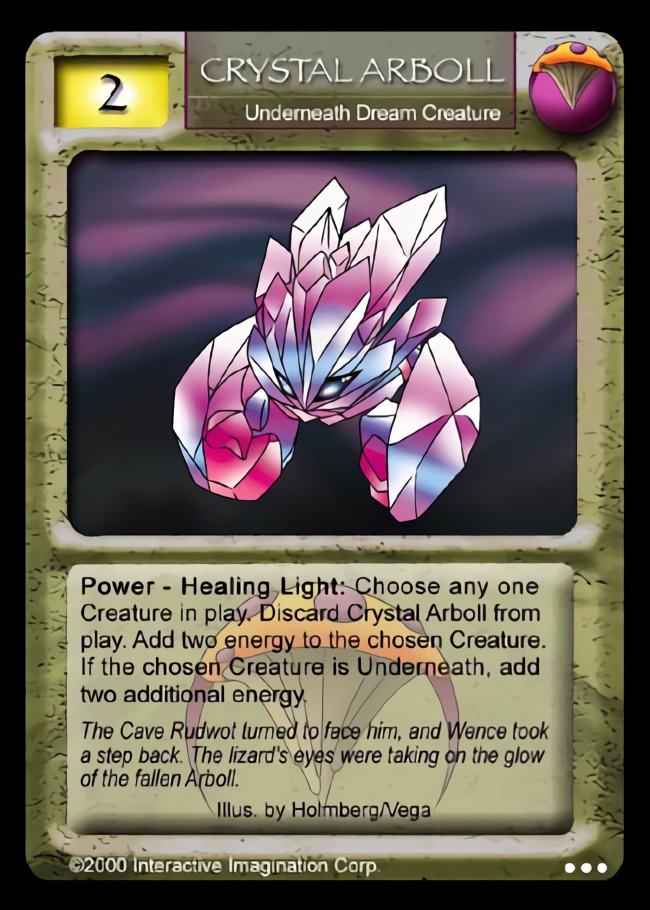 2
CRYSTAL ARBOLL
Underneath Dream Creature
Power - Healing Light: Choose any one
Creature in play. Discard Crystal Arboll from
play. Add two energy to the chosen Creature.
If the chosen Creature is Underneath, add
two additional energy.
The Cave Rudwot turned to face him, and Wence took
a step back. The lizard's eyes were taking on the glow
of the fallen Arboll.
Illus. by Holmberg/Vega
©2000 Interactive Imagination Corp.